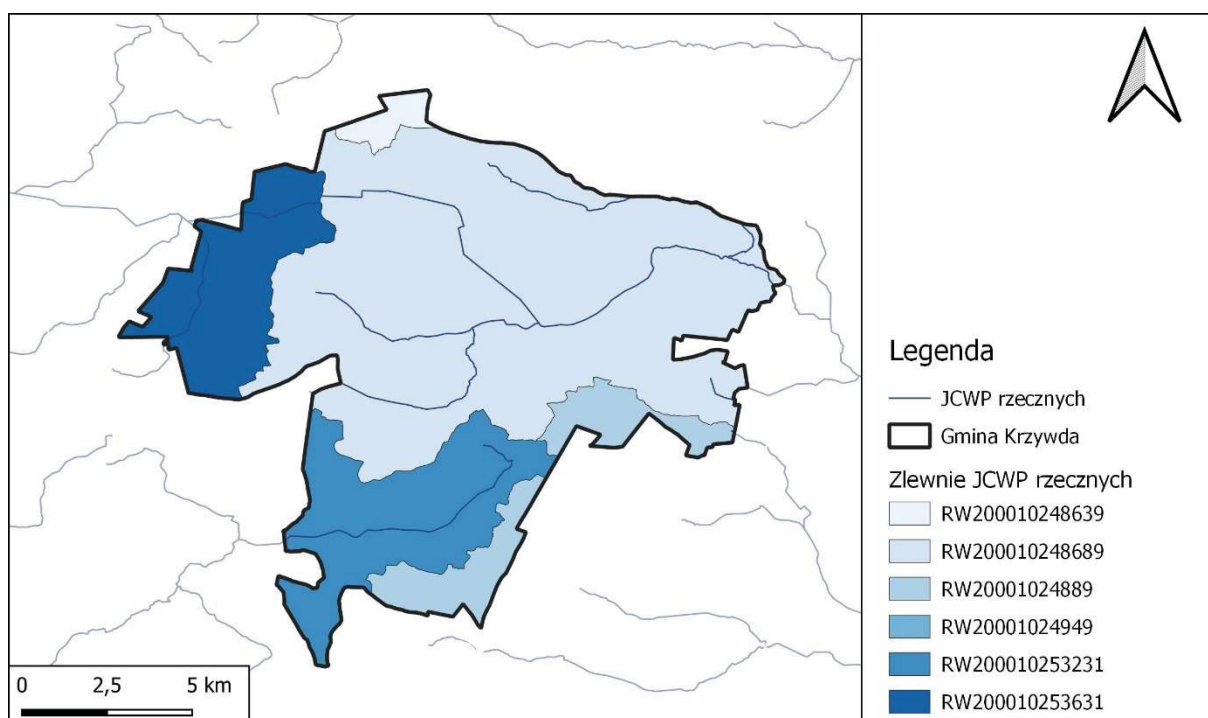 Legenda
JCWP rzecznych
Gmina Krzywda
Zlewnie JCWP rzecznych
RW200010248639
RW200010248689
RW20001024889
RW20001024949
RW200010253231
RW200010253631
0 2,5 5 km